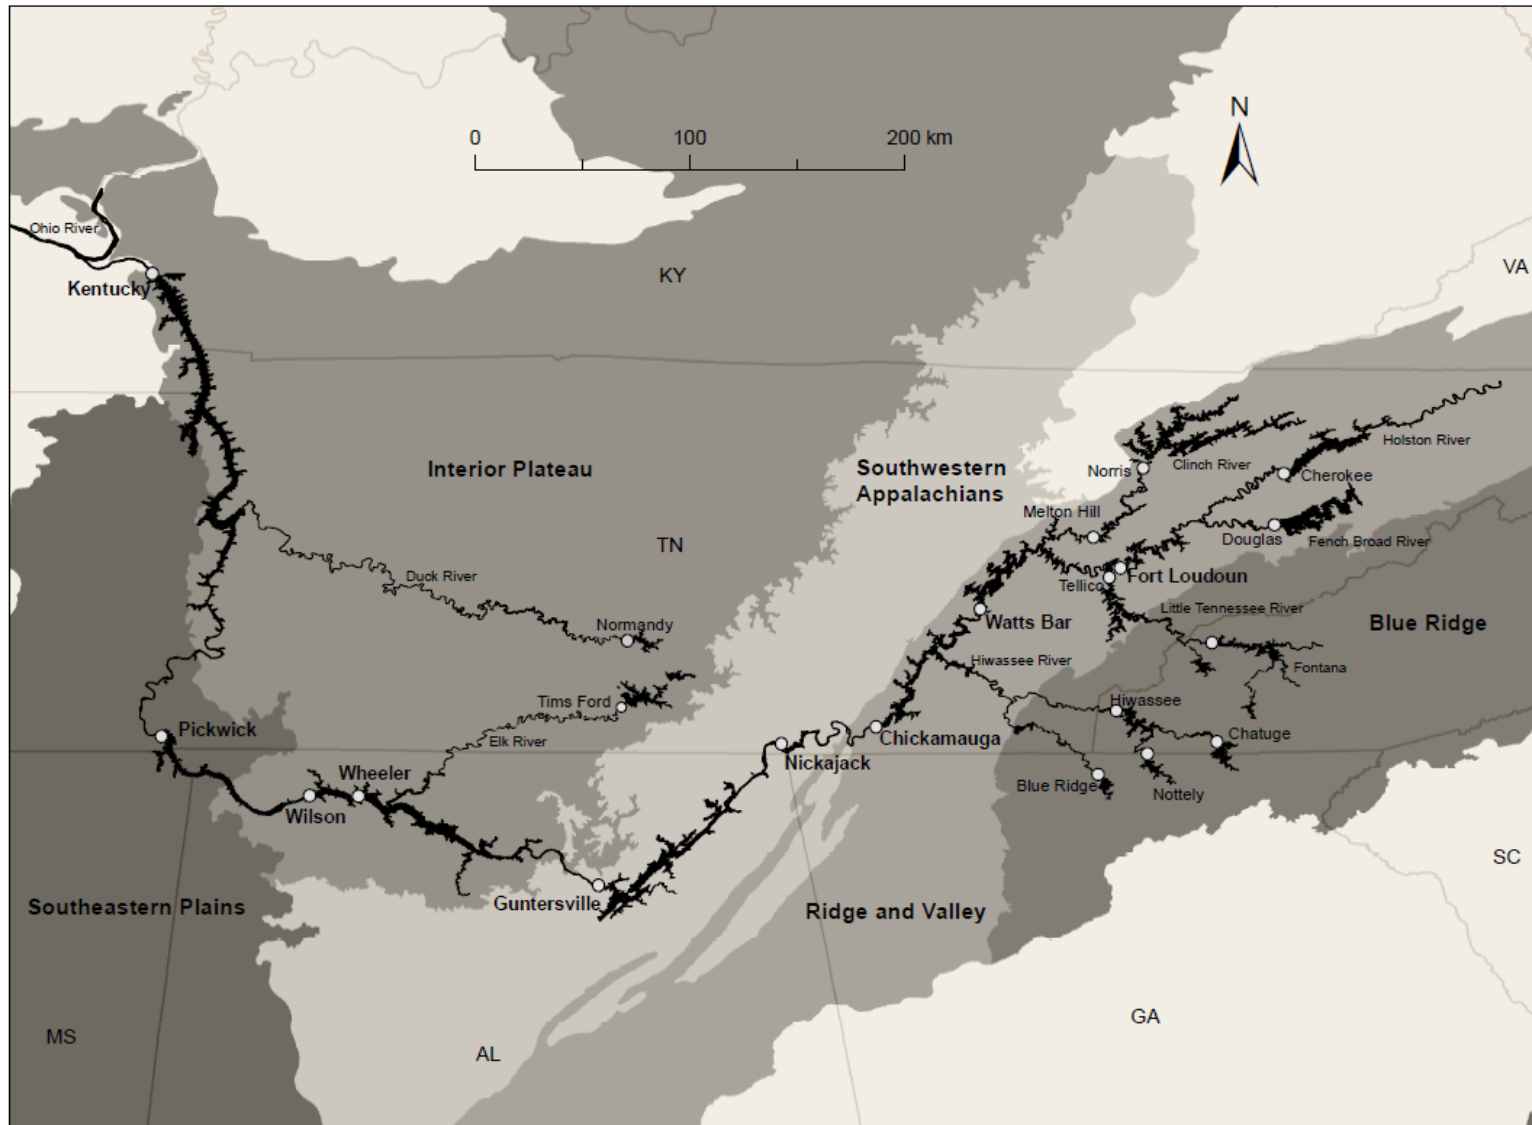 N
0 100 200 km
Ohio River
KY
VA
Kentucky
Holston River
Interior Plateau
Southwestern
Appalachians
Norris
Clinch River
Cherokee
Melton Hill
TN
Douglas
Fench Broad River
Duck River
Tellico
Fort Loudoun
Little Tennessee River
Normandy
Watts Bar
Blue Ridge
Hiwassee River
Fontana
Tims Ford
Hiwassee
Pickwick
Elk River
Chickamauga
Chatuge
Nickajack
Wheeler
Blue Ridge
Nottely
Wilson
SC
Guntersville
Southeastern Plains
Ridge and Valley
GA
MS
AL